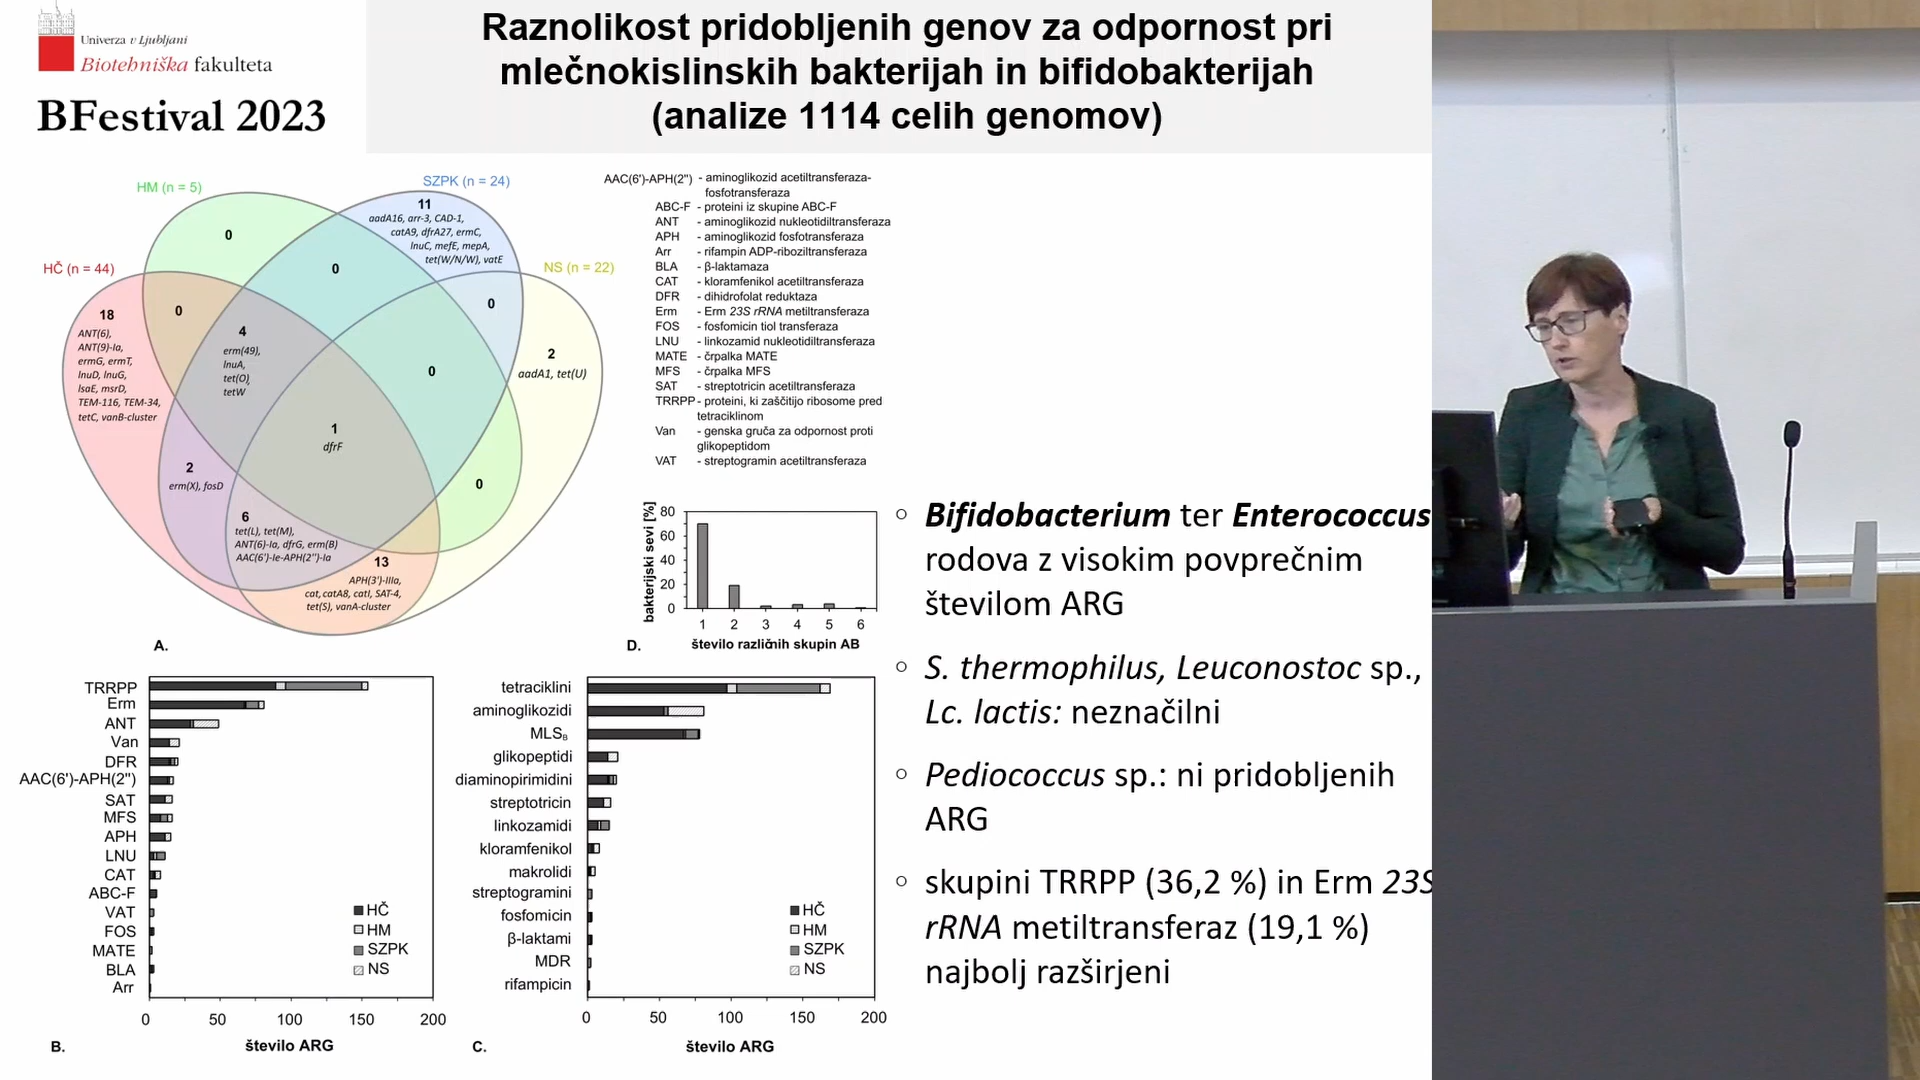 Univerza v Ljubljani
Biotehniška fakulteta
BFestival 2023
Raznolikost pridobljenih genov za odpornost pri
mlečnokislinskih bakterijah in bifidobakterijah
(analize 1114 celih genomov)
HM (n = 5)
SZPK (n = 24)
HČ (n = 44)
NS (n = 22)
0
11
aadA16, arr-3, CAD-1,
catA9, dfrA27, ermC,
lnuC, mefE, mepA,
tet(W/N/W), vatE
0
0
0
18
ANT(6),
ANT(9)-Ia,
ermG, ermT,
lnuD, lnuG,
lsaE, msrD,
TEM-116, TEM-34,
tetC, vanB-cluster
4
erm(49),
lnuA,
tet(O),
tetW
0
2
aadA1, tet(U)
1
dfrF
2
erm(X), fosD
0
6
tet(L), tet(M),
ANT(6)-Ia, dfrG, erm(B)
AAC(6')-Ie-APH(2'')-Ia
13
APH(3')-IIIa,
cat, catA8, catI, SAT-4,
tet(S), vanA-cluster
A.
AAC(6')-APH(2") - aminoglikozid acetiltransferaza-
fosfotransferaza
ABC-F - proteini iz skupine ABC-F
ANT - aminoglikozid nukleotidiltransferaza
APH - aminoglikozid fosfotransferaza
Arr - rifampin ADP-riboziltransferaza
BLA - β-laktamaza
CAT - kloramfenikol acetiltransferaza
DFR - dihidrofolat reduktaza
Erm - Erm 23S rRNA metiltransferaza
FOS - fosfomicin tiol transferaza
LNU - linkozamid nukleotidiltransferaza
MATE - črpalka MATE
MFS - črpalka MFS
SAT - streptotricin acetiltransferaza
TRRPP - proteini, ki zaščitijo ribosome pred
tetraciklinom
Van - genska gruča za odpornost proti
glikopeptidom
VAT - streptogramin acetiltransferaza
bakterijski sevi [%]
80
60
40
20
0
1 2 3 4 5 6
D. število različnih skupin AB
TRRPP
Erm
ANT
Van
DFR
AAC(6')-APH(2")
SAT
MFS
APH
LNU
CAT
ABC-F
VAT
FOS
MATE
BLA
Arr
HČ
HM
SZPK
NS
0 50 100 150 200
B. število ARG
tetraciklini
aminoglikozidi
MLSB
glikopeptidi
diaminopirimidini
streptotricin
linkozamidi
kloramfenikol
makrolidi
streptogramini
fosfomicin
β-laktami
MDR
rifampicin
HČ
HM
SZPK
NS
0 50 100 150 200
C. število ARG
○ Bifidobacterium ter Enterococcus
rodova z visokim povprečnim
številom ARG
○ S. thermophilus, Leuconostoc sp.,
Lc. lactis: neznačilni
○ Pediococcus sp.: ni pridobljenih
ARG
○ skupini TRRPP (36,2 %) in Erm 23S
rRNA metiltransferaz (19,1 %)
najbolj razširjeni